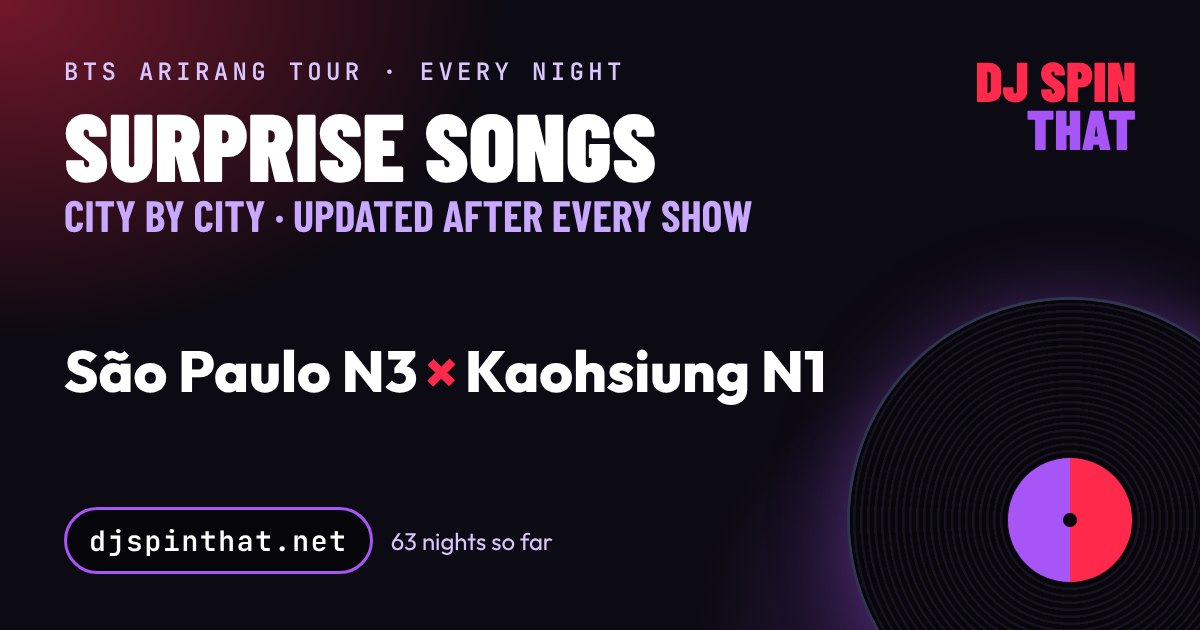 BTS ARIRANG TOUR · EVERY NIGHT
DJ SPIN
THAT
SURPRISE SONGS
CITY BY CITY · UPDATED AFTER EVERY SHOW
São Paulo N3 × Kaohsiung N1
djspinthat.net
63 nights so far